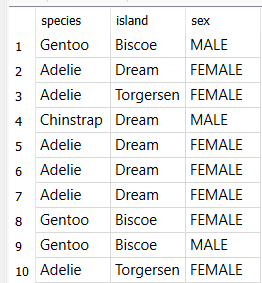 species island sex
1 Gentoo Biscoe MALE
2 Adelie Dream FEMALE
3 Adelie Torgersen FEMALE
4 Chinstrap Dream MALE
5 Adelie Dream FEMALE
6 Adelie Dream FEMALE
7 Adelie Dream FEMALE
8 Gentoo Biscoe FEMALE
9 Gentoo Biscoe MALE
10 Adelie Torgersen FEMALE